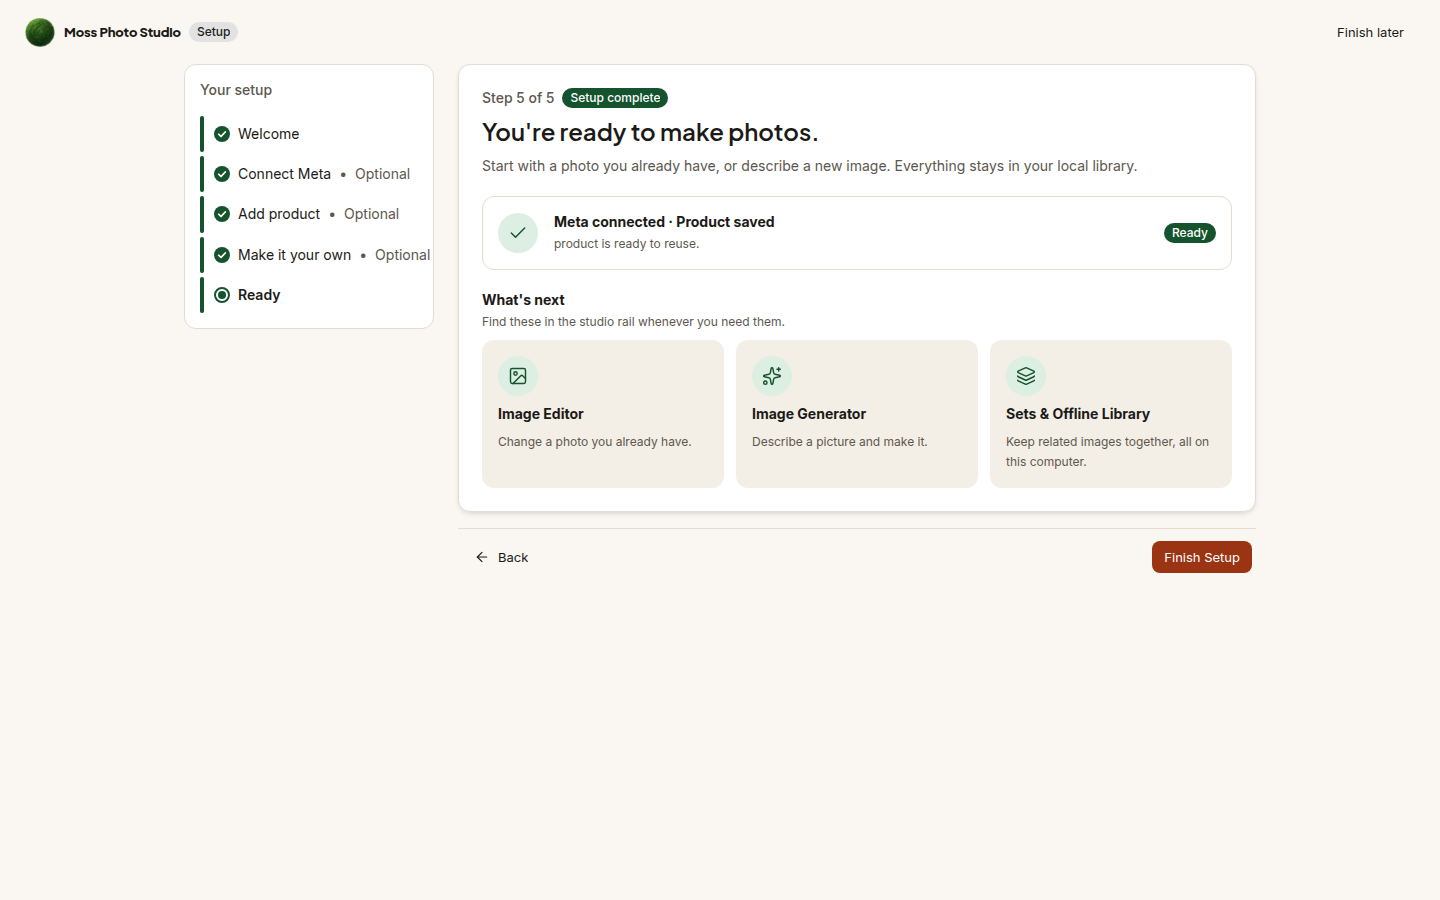 Moss Photo Studio
Setup
Finish later
Your setup
Welcome
Connect Meta • Optional
Add product • Optional
Make it your own • Optional
Ready
Step 5 of 5
Setup complete
You're ready to make photos.
Start with a photo you already have, or describe a new image. Everything stays in your local library.
Meta connected · Product saved
product is ready to reuse.
Ready
What's next
Find these in the studio rail whenever you need them.
Image Editor
Change a photo you already have.
Image Generator
Describe a picture and make it.
Sets & Offline Library
Keep related images together, all on
this computer.
Back
Finish Setup